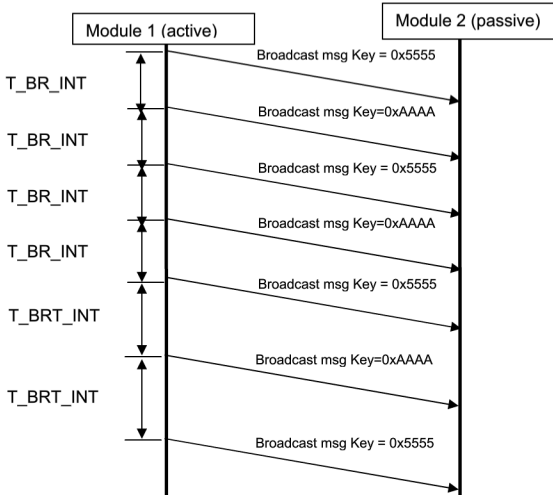 Module 1 (active)
Module 2 (passive)
Broadcast msg Key = 0x5555
T_BR_INT
Broadcast msg Key=0xAAAA
T_BR_INT
Broadcast msg Key = 0x5555
T_BR_INT
Broadcast msg Key=0xAAAA
T_BR_INT
Broadcast msg Key = 0x5555
T_BRT_INT
Broadcast msg Key=0xAAAA
T_BRT_INT
Broadcast msg Key = 0x5555